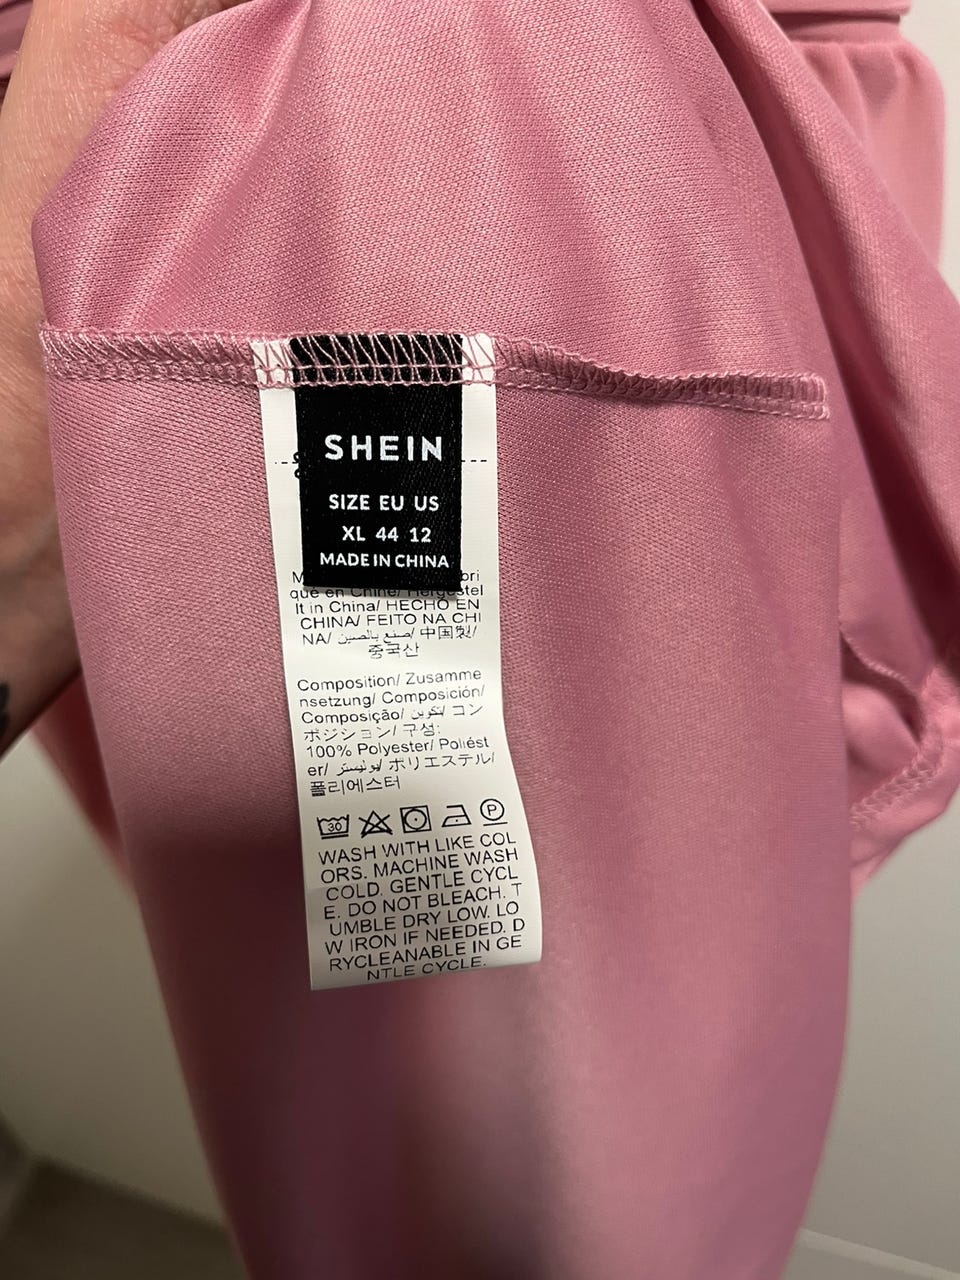 SHEIN
SIZE EU US
XL 44 12
MADE IN CHINA
qué en Chine/ Hergestel
lt in China/ HECHO EN
CHINA/ FEITO NA CHI
NA/ صنع بالصين/ 中国製/
중국산
Composition/ Zusamme
nsetzung/ Composición/
Composição/ تكوين/ コン
ポジション/ 구성:
100% Polyester/ Poliést
er/ بوليستر/ ポリエステル/
폴리에스터
30 P
WASH WITH LIKE COL
ORS. MACHINE WASH
COLD. GENTLE CYCL
E. DO NOT BLEACH. T
UMBLE DRY LOW. LO
W IRON IF NEEDED. D
RYCLEANABLE IN GE
NTLE CYCLE.